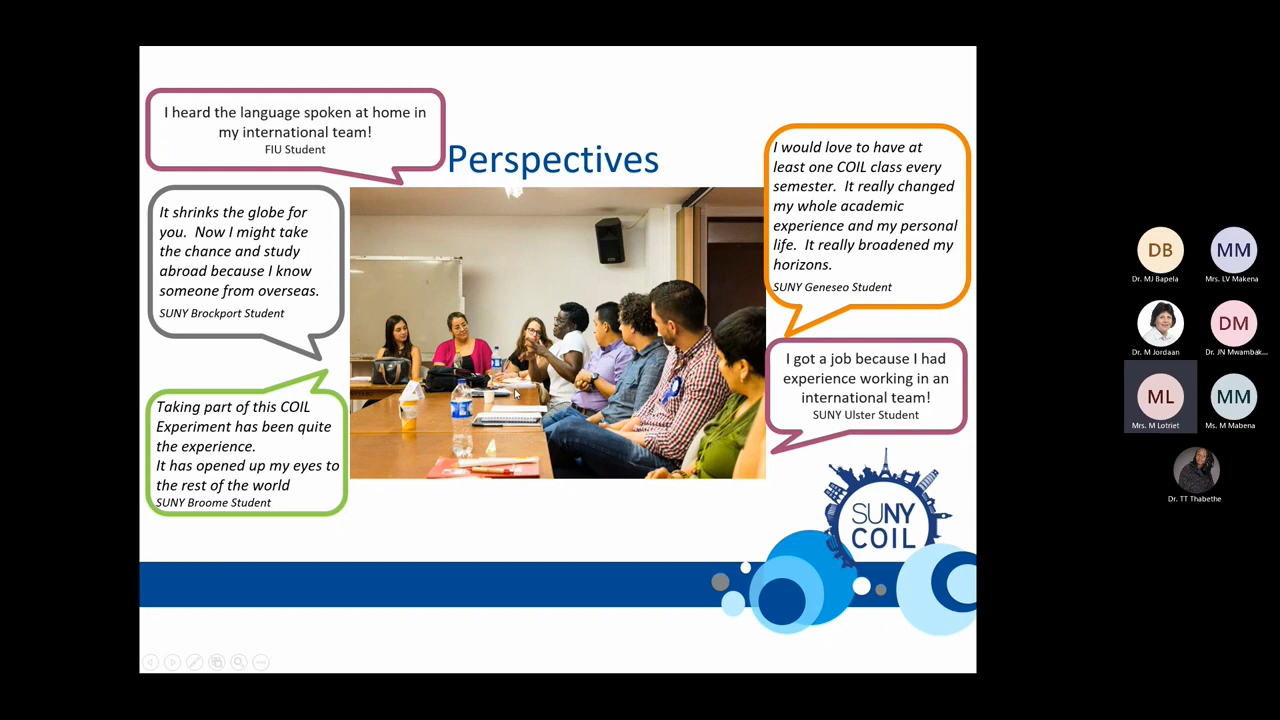 I heard the language spoken at home in
my international team!
FIU Student
Perspectives
It shrinks the globe for
you. Now I might take
the chance and study
abroad because I know
someone from overseas.
SUNY Brockport Student
Taking part of this COIL
Experiment has been quite
the experience.
It has opened up my eyes to
the rest of the world
SUNY Broome Student
I would love to have at
least one COIL class every
semester. It really changed
my whole academic
experience and my personal
life. It really broadened my
horizons.
SUNY Geneseo Student
I got a job because I had
experience working in an
international team!
SUNY Ulster Student
SUNY
COIL
DB
Dr. MJ Bapela
MM
Mrs. LV Makena
Dr. M Jordaan
DM
Dr. JN Mwambak...
ML
Mrs. M Lotriet
MM
Ms. M Mabena
Dr. TT Thabethe